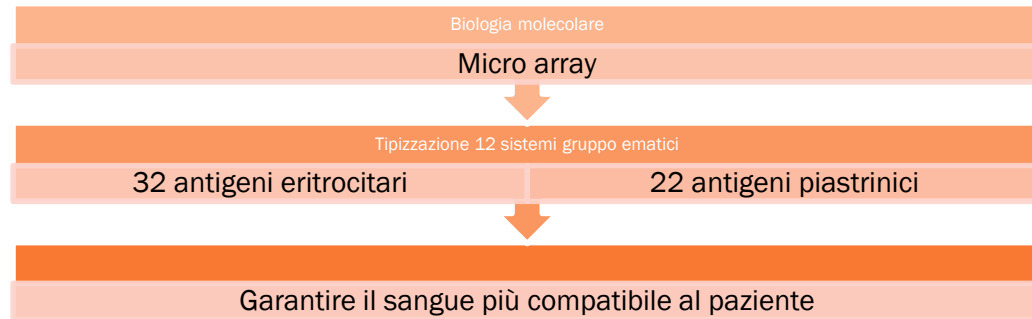 Biologia molecolare
Micro array
Tipizzazione 12 sistemi gruppo ematici
32 antigeni eritrocitari
22 antigeni piastrinici
Garantire il sangue più compatibile al paziente